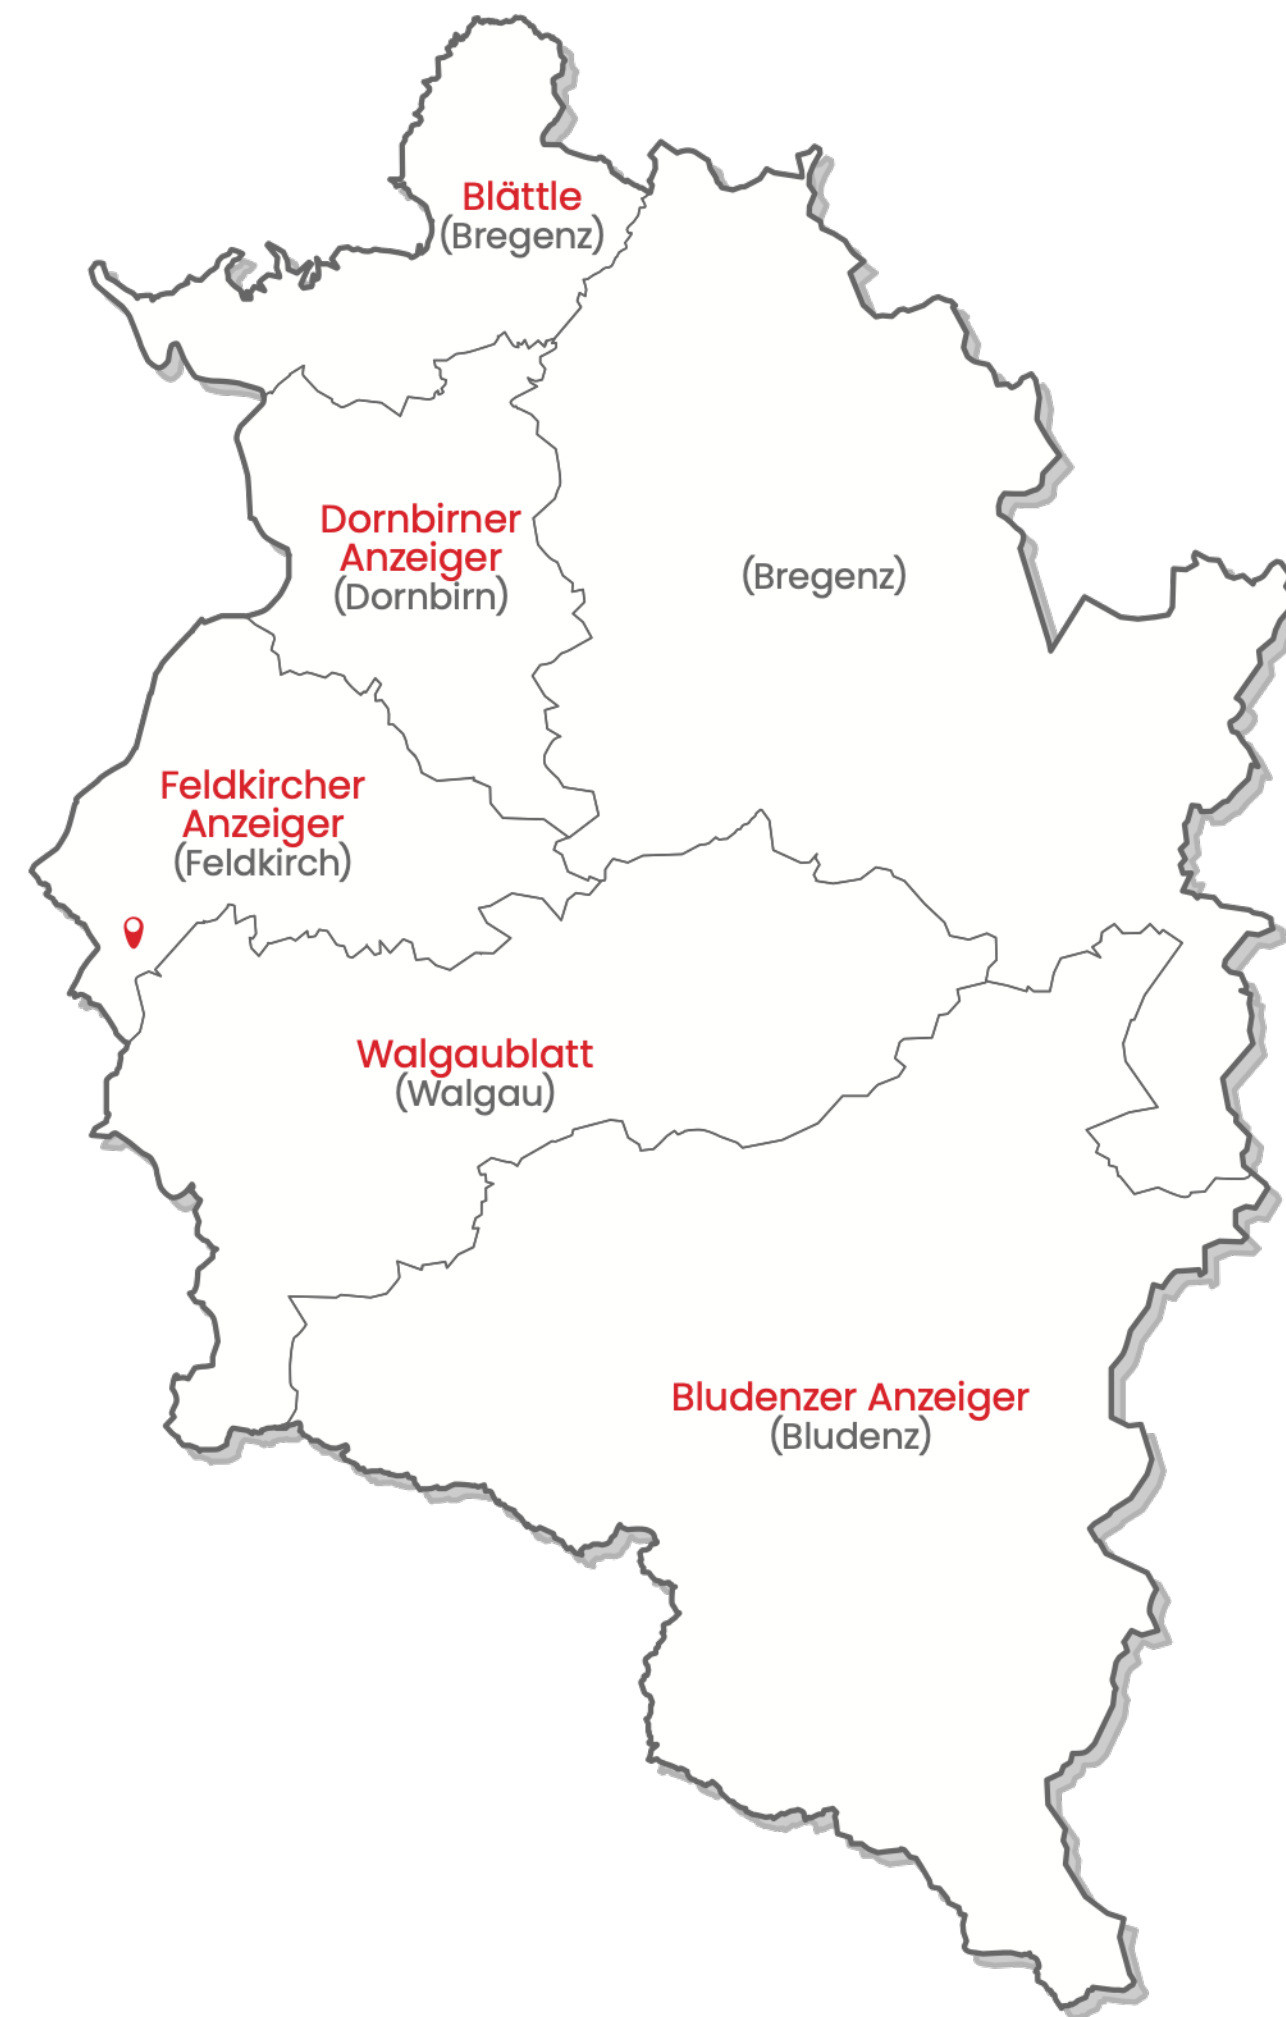 Blättle
(Bregenz)
Dornbirner
Anzeiger
(Dornbirn)
(Bregenz)
Feldkircher
Anzeiger
(Feldkirch)
Walgaublatt
(Walgau)
Bludenzer Anzeiger
(Bludenz)